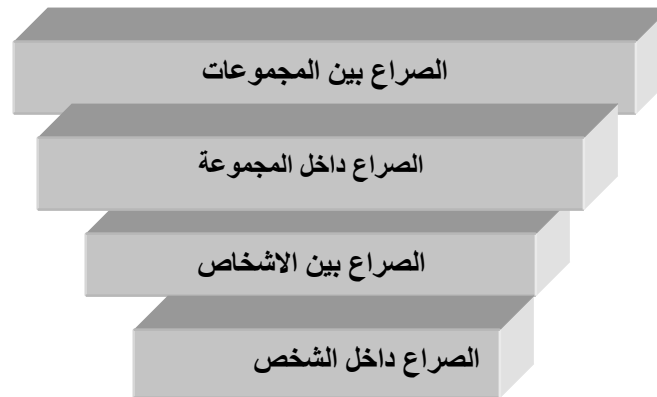 الصراع بين المجموعات
الصراع داخل المجموعة
الصراع بين الاشخاص
الصراع داخل الشخص